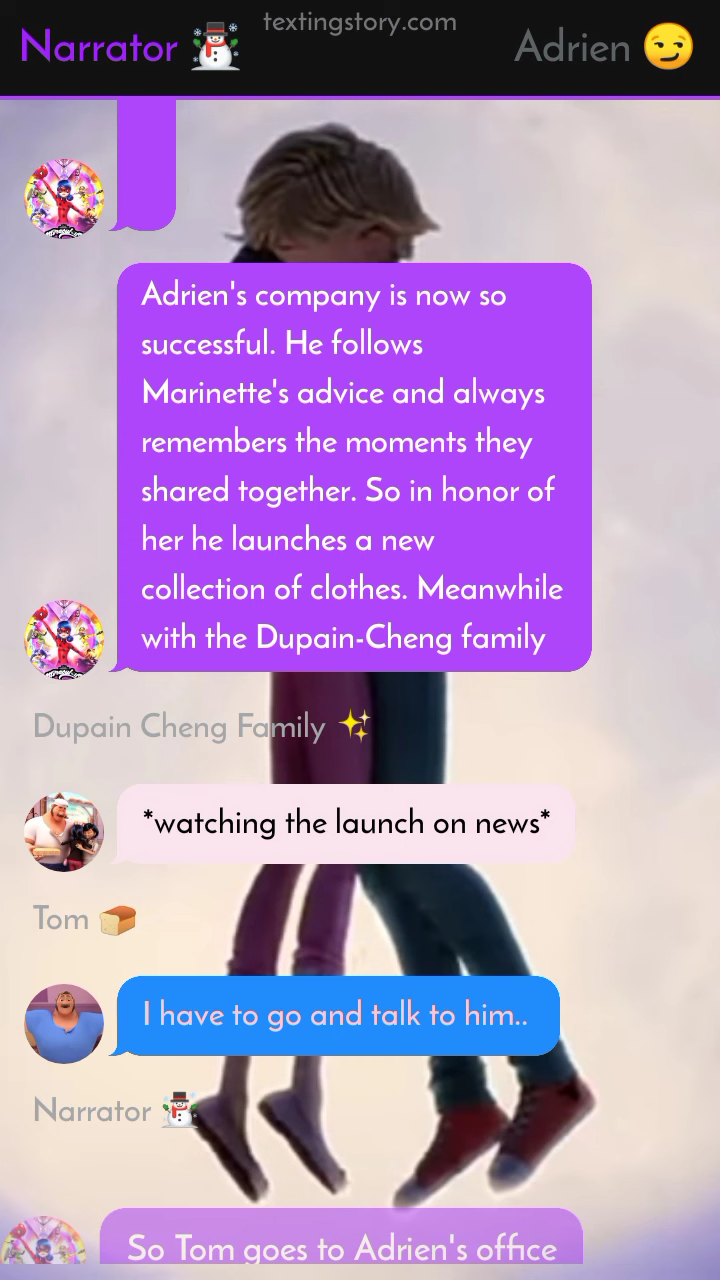 textingstory.com
Narrator ⛄
Adrien 😏
Adrien's company is now so
successful. He follows
Marinette's advice and always
remembers the moments they
shared together. So in honor of
her he launches a new
collection of clothes. Meanwhile
with the Dupain-Cheng family
Dupain Cheng Family ✨
*watching the launch on news*
Tom 🍞
I have to go and talk to him..
Narrator ⛄
So Tom goes to Adrien's office